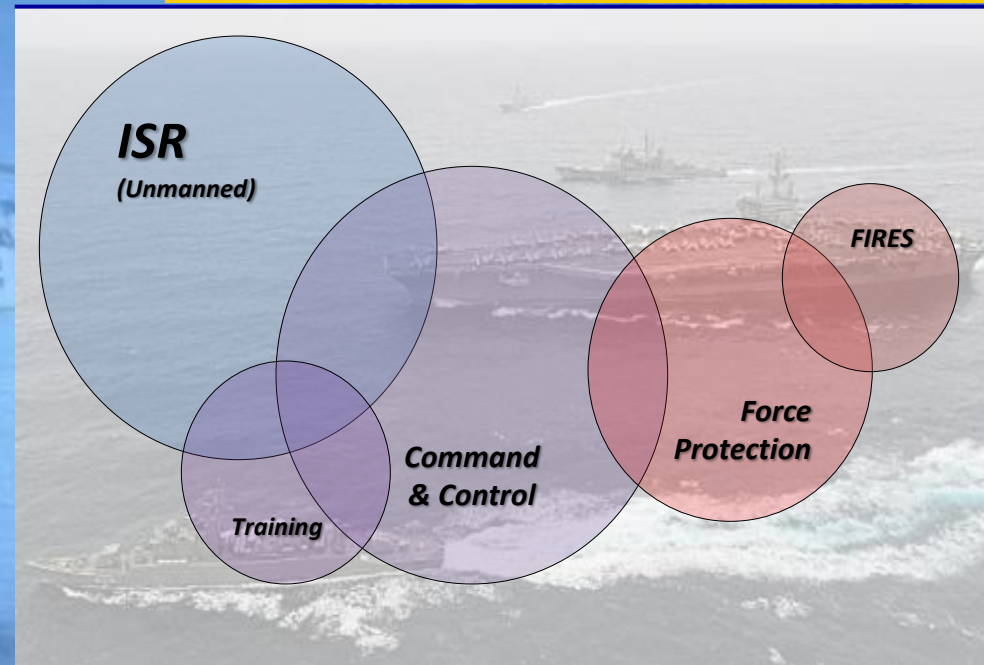 ISR
(Unmanned)
FIRES
Force
Protection
Command
& Control
Training